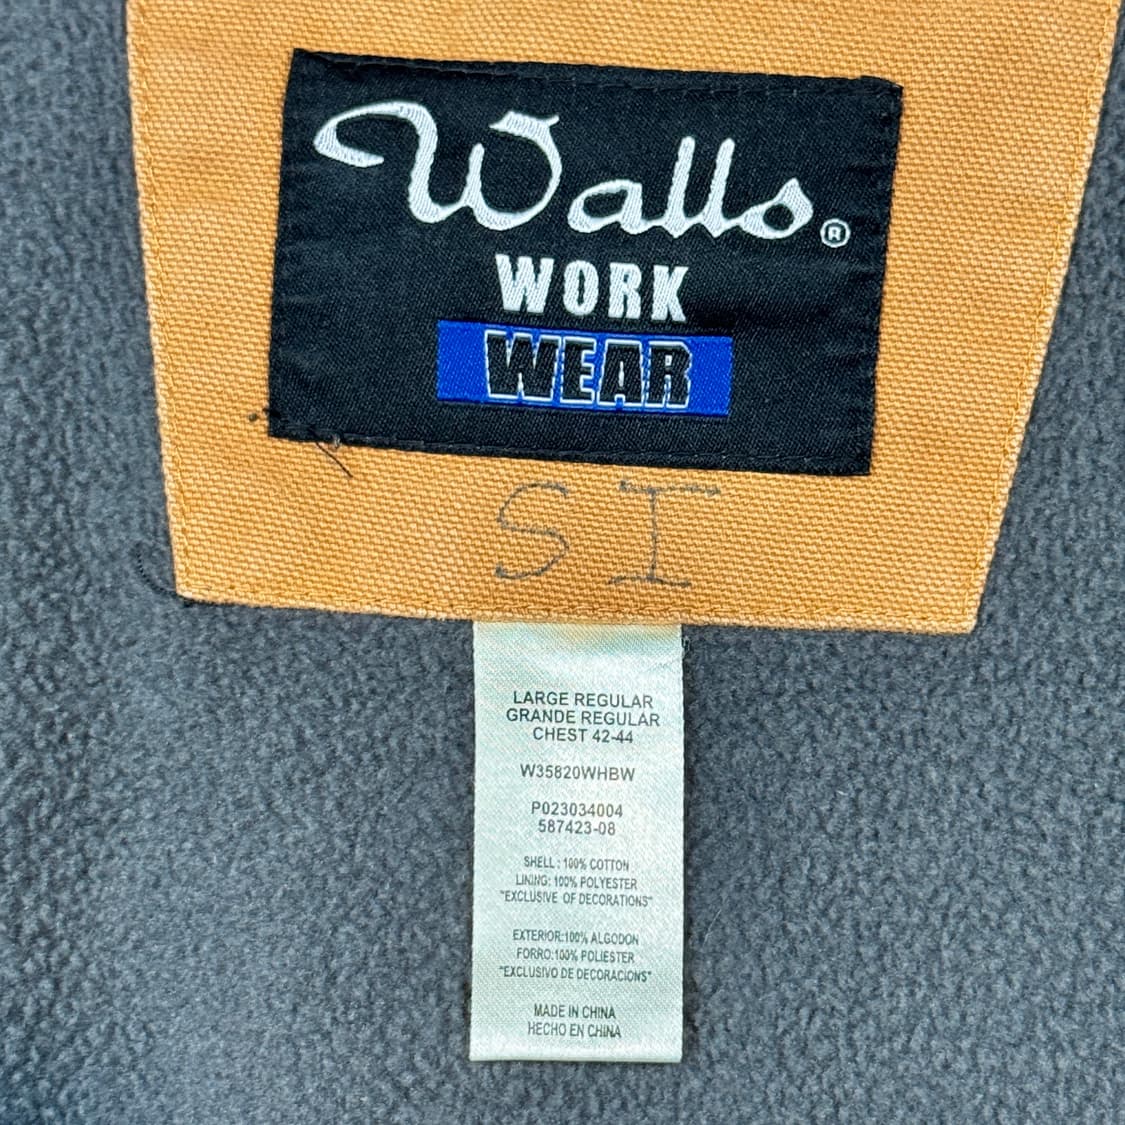 Walls®
WORK
WEAR
SI
LARGE REGULAR
GRANDE REGULAR
CHEST 42-44
W35820WHBW
P023034004
587423-08
SHELL: 100% COTTON
LINING: 100% POLYESTER
"EXCLUSIVE OF DECORATIONS"
EXTERIOR:100% ALGODON
FORRO:100% POLIESTER
"EXCLUSIVO DE DECORACIONS"
MADE IN CHINA
HECHO EN CHINA